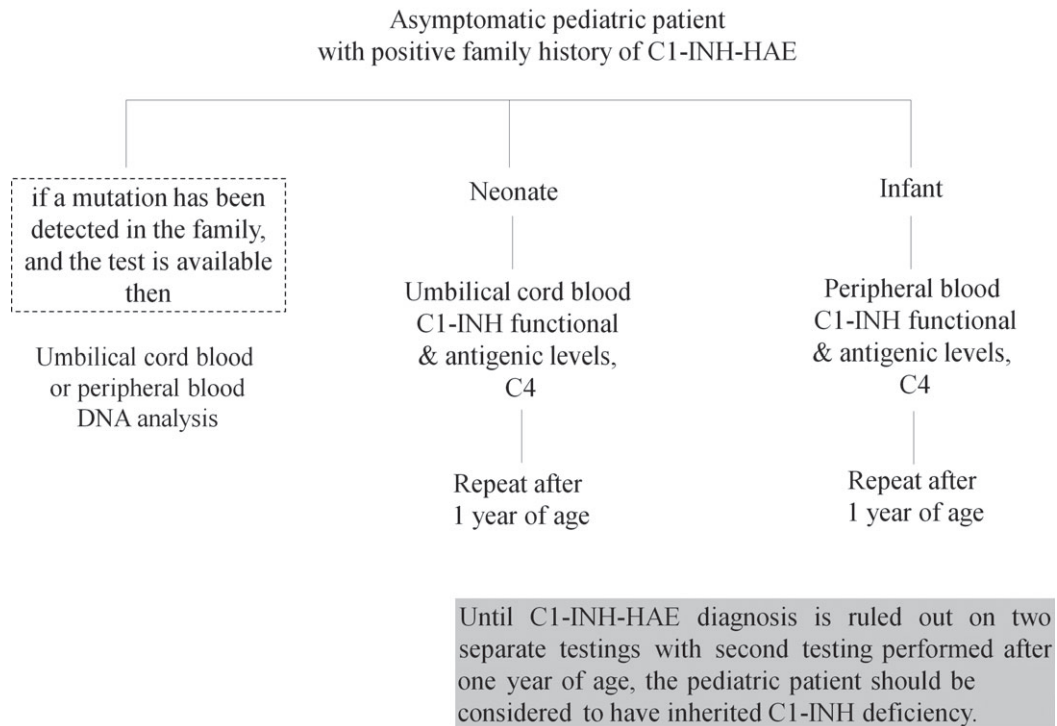 Asymptomatic pediatric patient
with positive family history of C1-INH-HAE
if a mutation has been
detected in the family,
and the test is available
then
Umbilical cord blood
or peripheral blood
DNA analysis
Neonate
Umbilical cord blood
C1-INH functional
& antigenic levels,
C4
Repeat after
1 year of age
Infant
Peripheral blood
C1-INH functional
& antigenic levels,
C4
Repeat after
1 year of age
Until C1-INH-HAE diagnosis is ruled out on two
separate testings with second testing performed after
one year of age, the pediatric patient should be
considered to have inherited C1-INH deficiency.